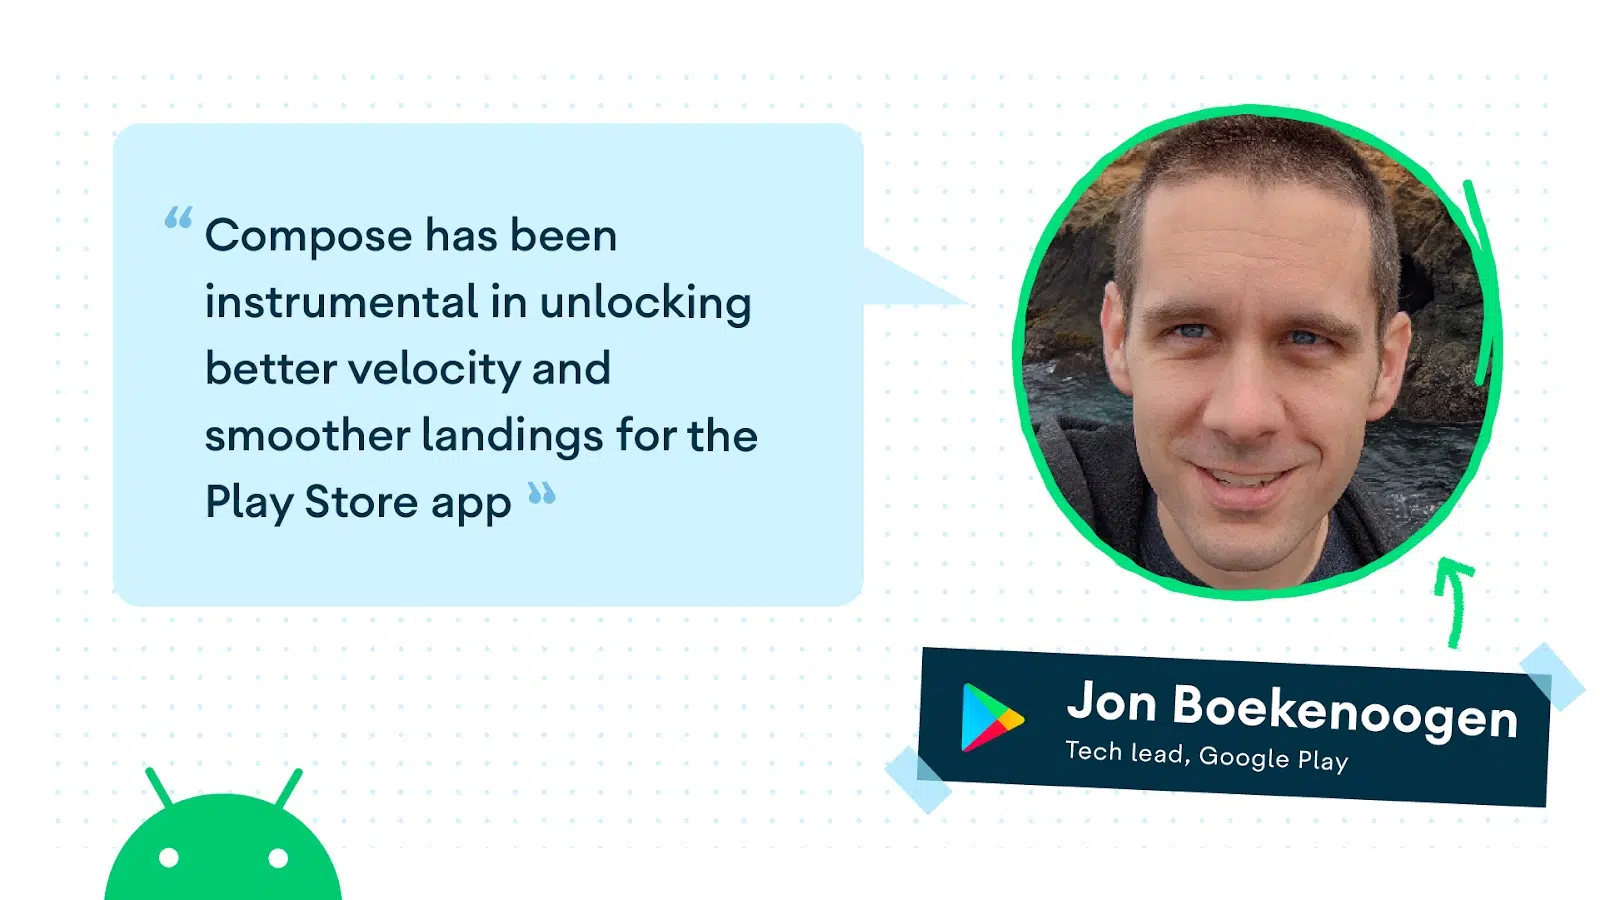 “ Compose has been
instrumental in unlocking
better velocity and
smoother landings for the
Play Store app ”
Jon Boekenoogen
Tech lead, Google Play